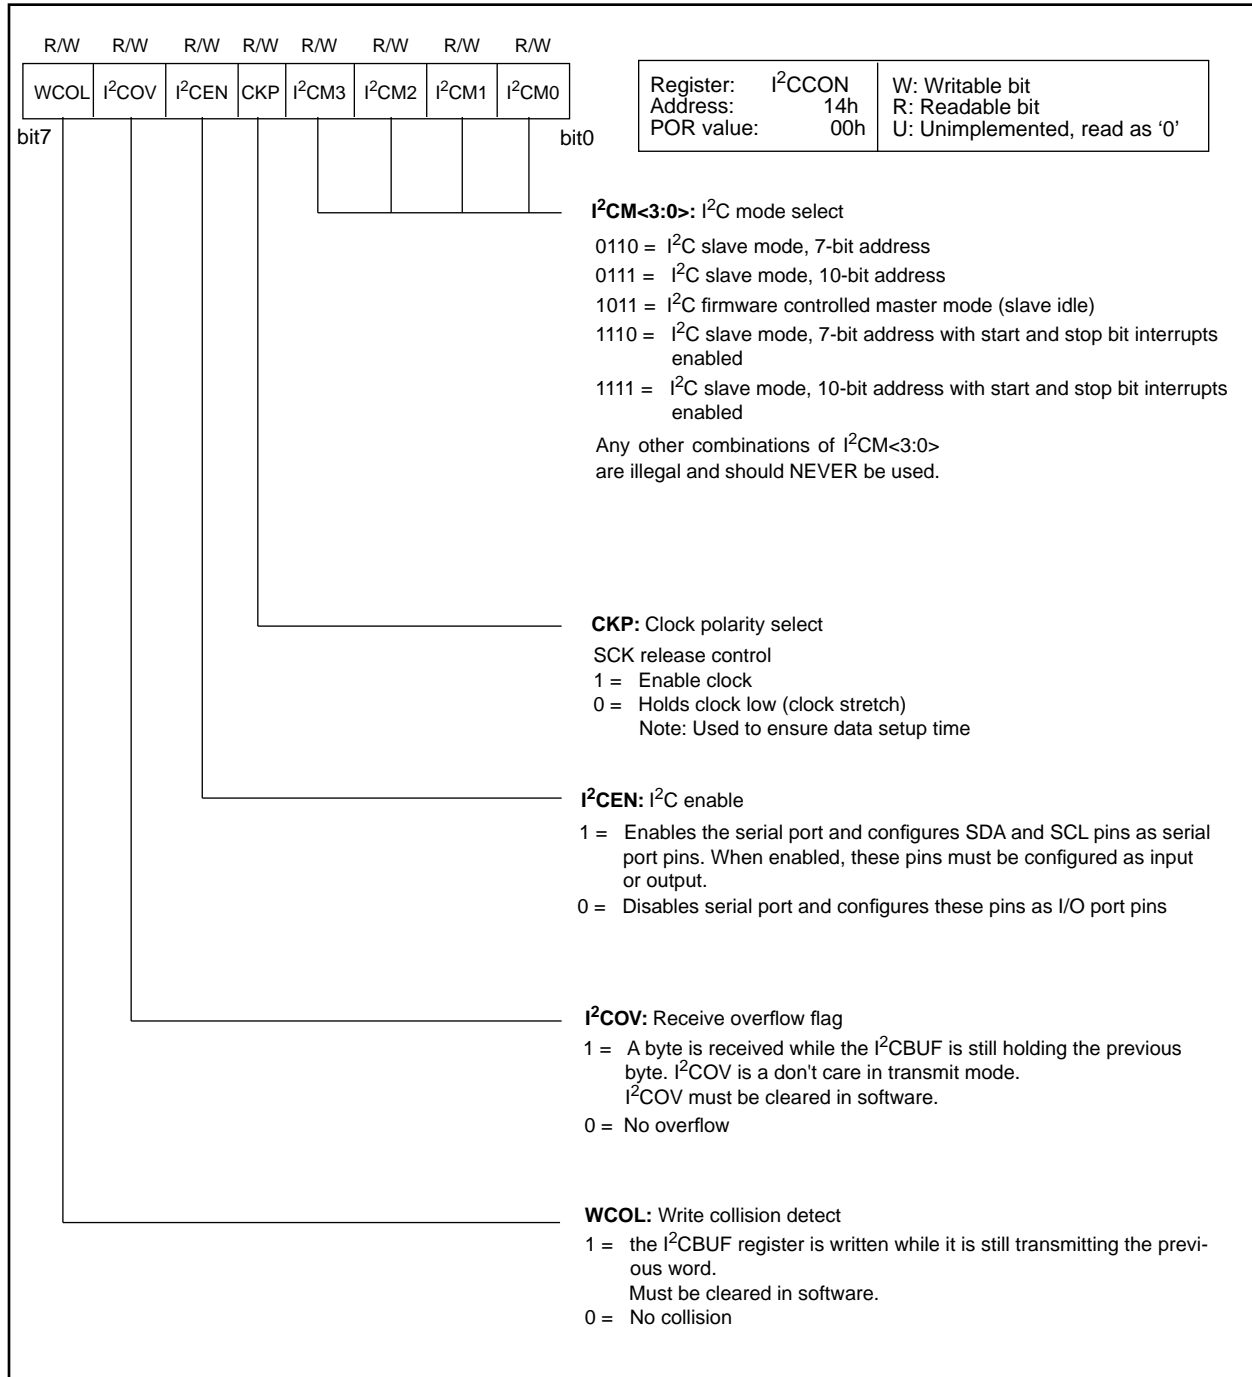 R/W R/W R/W R/W R/W R/W R/W R/W
WCOL I²COV I²CEN CKP I²CM3 I²CM2 I²CM1 I²CM0
bit7 bit0
Register: I²CCON
Address: 14h
POR value: 00h
W: Writable bit
R: Readable bit
U: Unimplemented, read as ‘0’
I²CM<3:0>: I²C mode select
0110 = I²C slave mode, 7-bit address
0111 = I²C slave mode, 10-bit address
1011 = I²C firmware controlled master mode (slave idle)
1110 = I²C slave mode, 7-bit address with start and stop bit interrupts
enabled
1111 = I²C slave mode, 10-bit address with start and stop bit interrupts
enabled
Any other combinations of I²CM<3:0>
are illegal and should NEVER be used.
CKP: Clock polarity select
SCK release control
1 = Enable clock
0 = Holds clock low (clock stretch)
Note: Used to ensure data setup time
I²CEN: I²C enable
1 = Enables the serial port and configures SDA and SCL pins as serial
port pins. When enabled, these pins must be configured as input
or output.
0 = Disables serial port and configures these pins as I/O port pins
I²COV: Receive overflow flag
1 = A byte is received while the I²CBUF is still holding the previous
byte. I²COV is a don't care in transmit mode.
I²COV must be cleared in software.
0 = No overflow
WCOL: Write collision detect
1 = the I²CBUF register is written while it is still transmitting the previ-
ous word.
Must be cleared in software.
0 = No collision